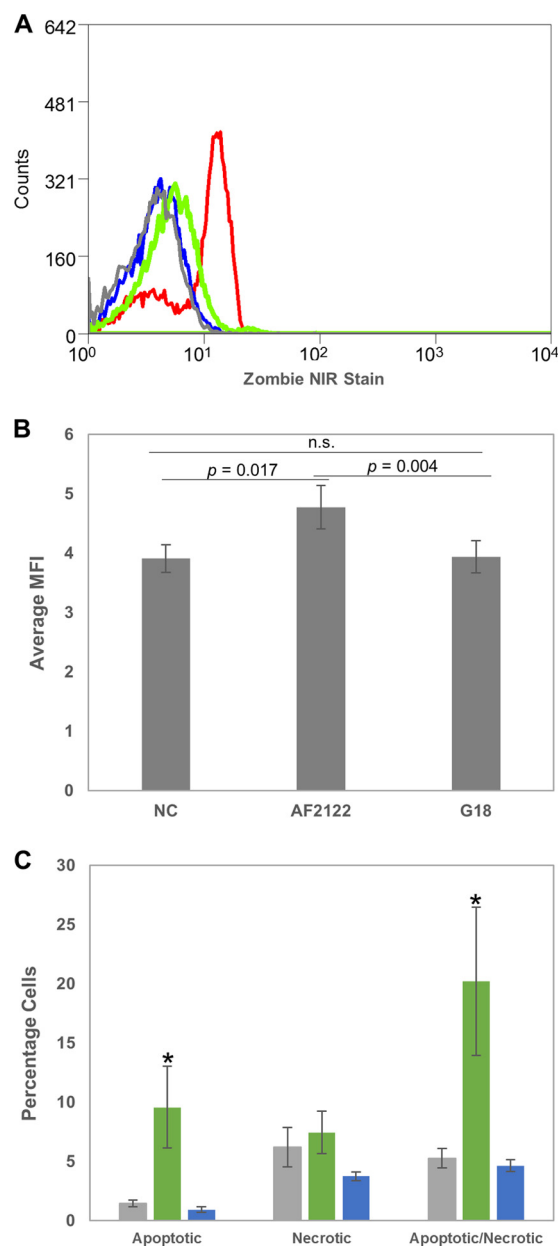 A
642
481
321
160
0
Counts
10⁰ 10¹ 10² 10³ 10⁴
Zombie NIR Stain
B
6
5
4
3
2
1
0
Average MFI
n.s.
p = 0.017 p = 0.004
NC AF2122 G18
C
30
25
20
15
10
5
0
Percentage Cells
*
*
Apoptotic Necrotic Apoptotic/Necrotic